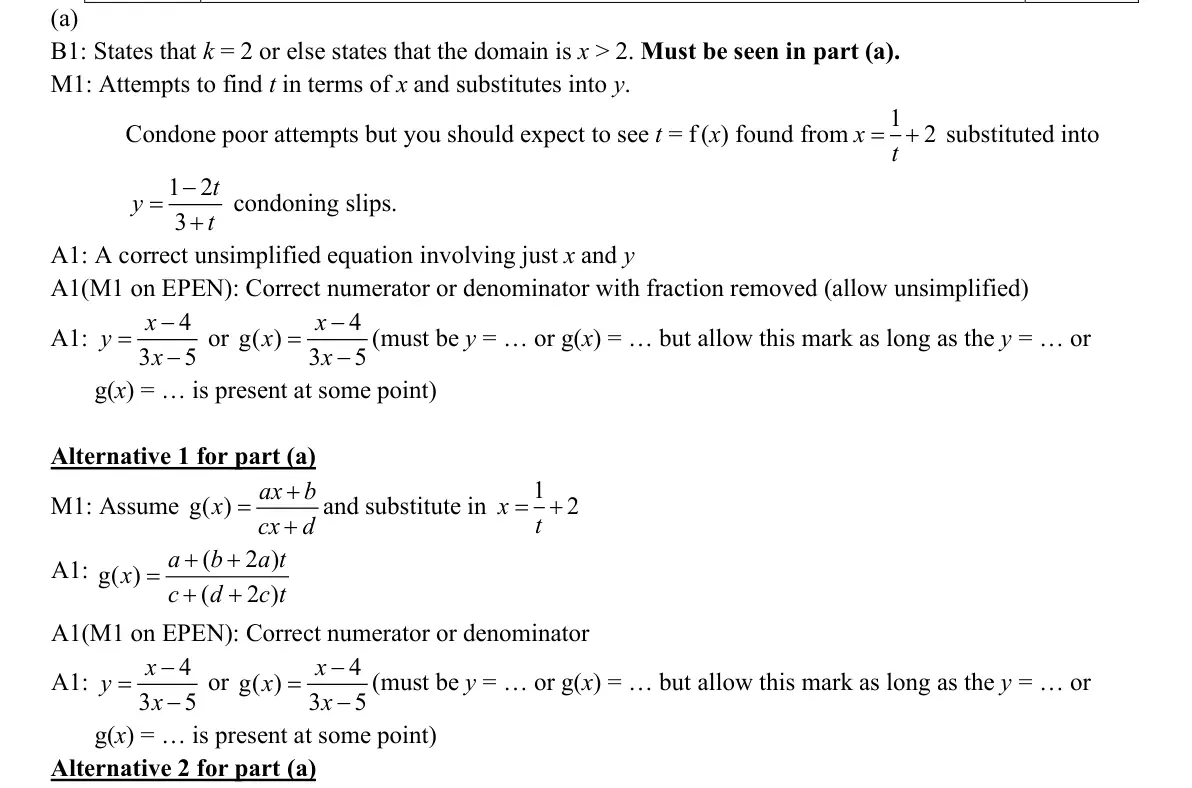 (a)
B1: States that k = 2 or else states that the domain is x > 2. Must be seen in part (a).
M1: Attempts to find t in terms of x and substitutes into y.
Condone poor attempts but you should expect to see t = f(x) found from x = 1/t + 2 substituted into
y = (1 − 2t)/(3 + t) condoning slips.
A1: A correct unsimplified equation involving just x and y
A1(M1 on EPEN): Correct numerator or denominator with fraction removed (allow unsimplified)
A1: y = (x − 4)/(3x − 5) or g(x) = (x − 4)/(3x − 5) (must be y = … or g(x) = … but allow this mark as long as the y = … or
g(x) = … is present at some point)
Alternative 1 for part (a)
M1: Assume g(x) = (ax + b)/(cx + d) and substitute in x = 1/t + 2
A1: g(x) = (a + (b + 2a)t)/(c + (d + 2c)t)
A1(M1 on EPEN): Correct numerator or denominator
A1: y = (x − 4)/(3x − 5) or g(x) = (x − 4)/(3x − 5) (must be y = … or g(x) = … but allow this mark as long as the y = … or
g(x) = … is present at some point)
Alternative 2 for part (a)